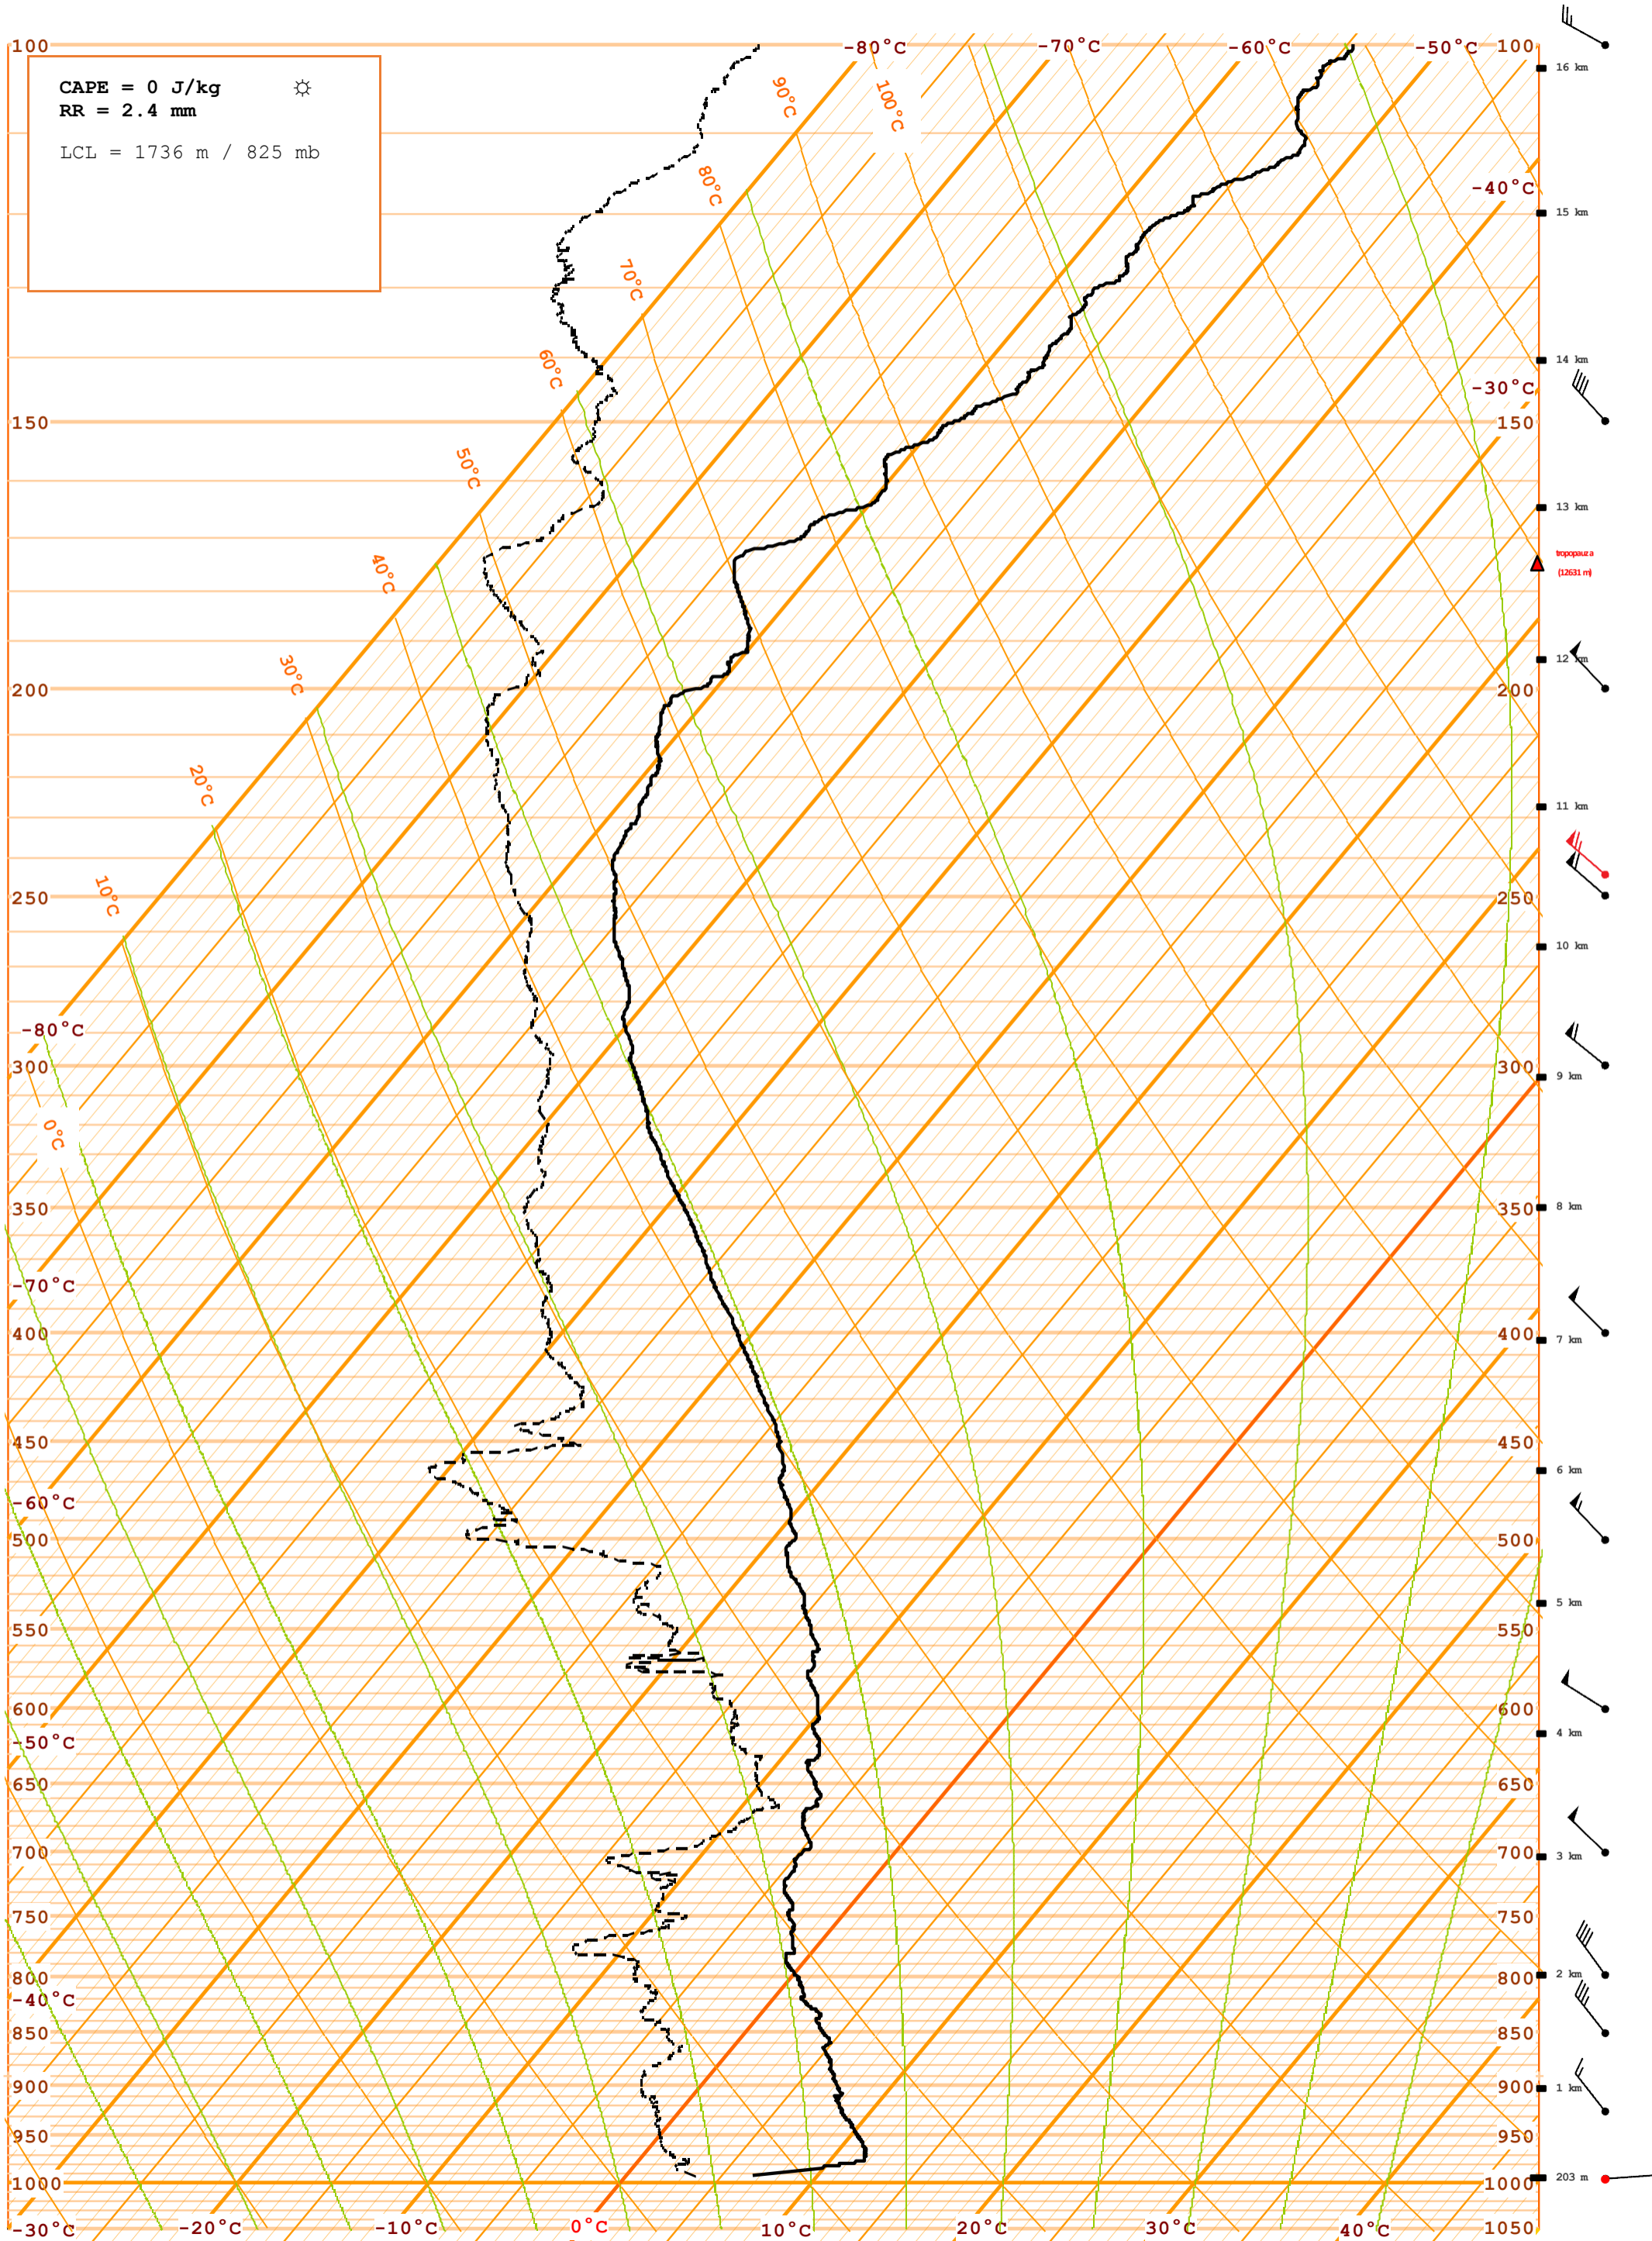 100
-80°C
-70°C
-60°C
-50°C
100
16 km
CAPE = 0 J/kg ☼
RR = 2.4 mm
LCL = 1736 m / 825 mb
90°C
100°C
80°C
-40°C
15 km
70°C
60°C
14 km
-30°C
150
150
50°C
13 km
40°C
tropopauza
(12631 m)
30°C
12 km
200
200
20°C
11 km
10°C
250
250
10 km
-80°C
300
300
9 km
0°C
350
350
8 km
-70°C
400
400
7 km
450
450
6 km
-60°C
500
500
5 km
550
550
600
600
4 km
-50°C
650
650
700
700
3 km
750
750
800
800
2 km
-40°C
850
850
900
900
1 km
950
950
1000
1000
203 m
-30°C
-20°C
-10°C
0°C
10°C
20°C
30°C
40°C
1050